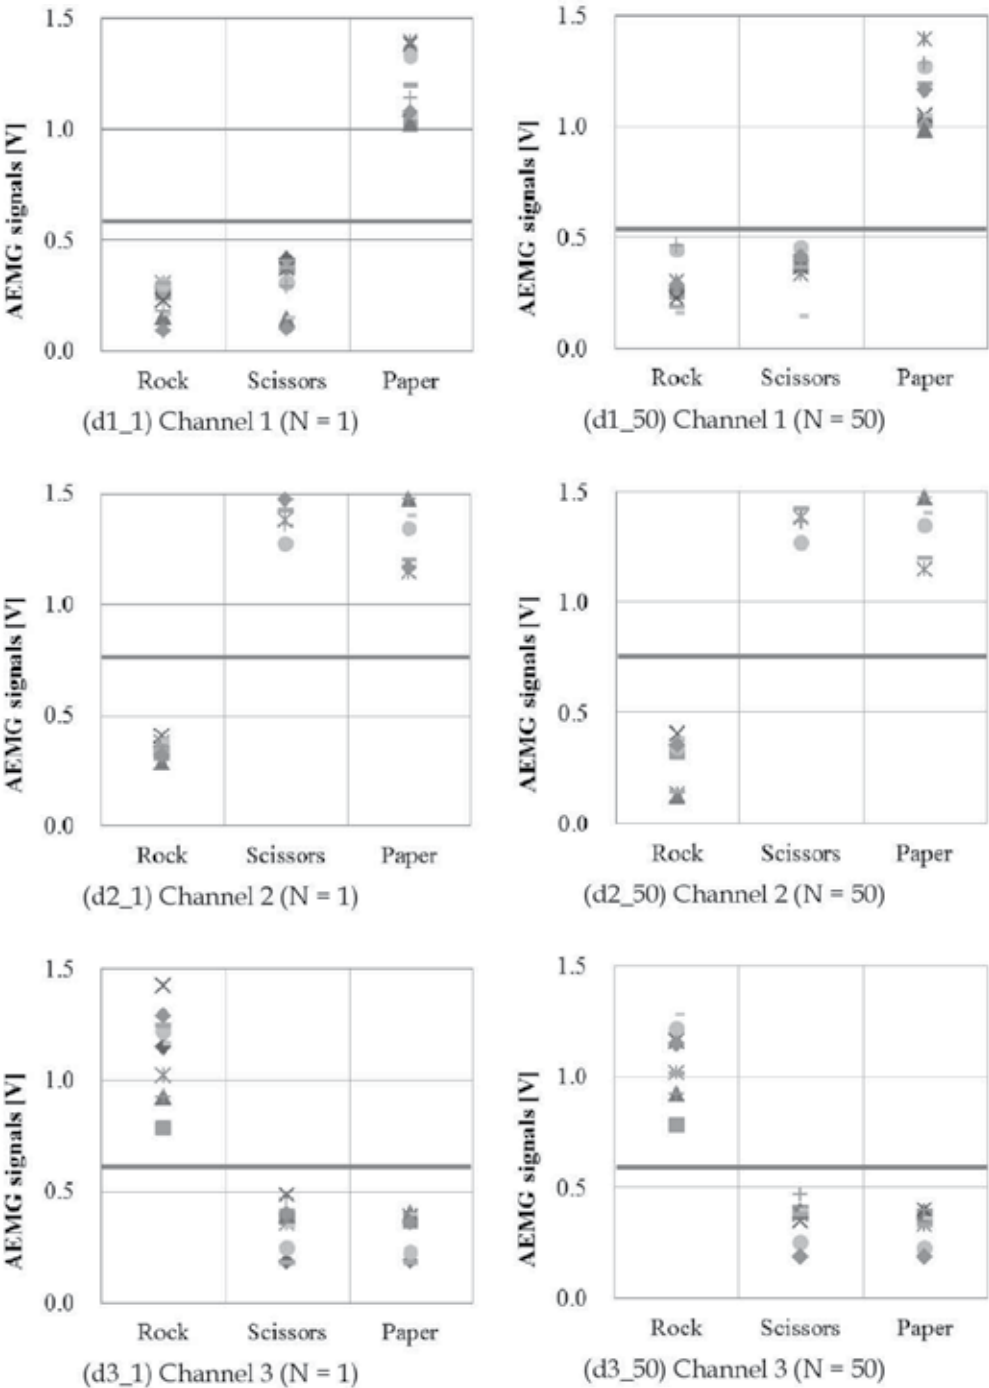 AEMG signals [V]
1.5
1.0
0.5
0.0
Rock Scissors Paper
(d1_1) Channel 1 (N = 1)
AEMG signals [V]
1.5
1.0
0.5
0.0
Rock Scissors Paper
(d1_50) Channel 1 (N = 50)
AEMG signals [V]
1.5
1.0
0.5
0.0
Rock Scissors Paper
(d2_1) Channel 2 (N = 1)
AEMG signals [V]
1.5
1.0
0.5
0.0
Rock Scissors Paper
(d2_50) Channel 2 (N = 50)
AEMG signals [V]
1.5
1.0
0.5
0.0
Rock Scissors Paper
(d3_1) Channel 3 (N = 1)
AEMG signals [V]
1.5
1.0
0.5
0.0
Rock Scissors Paper
(d3_50) Channel 3 (N = 50)